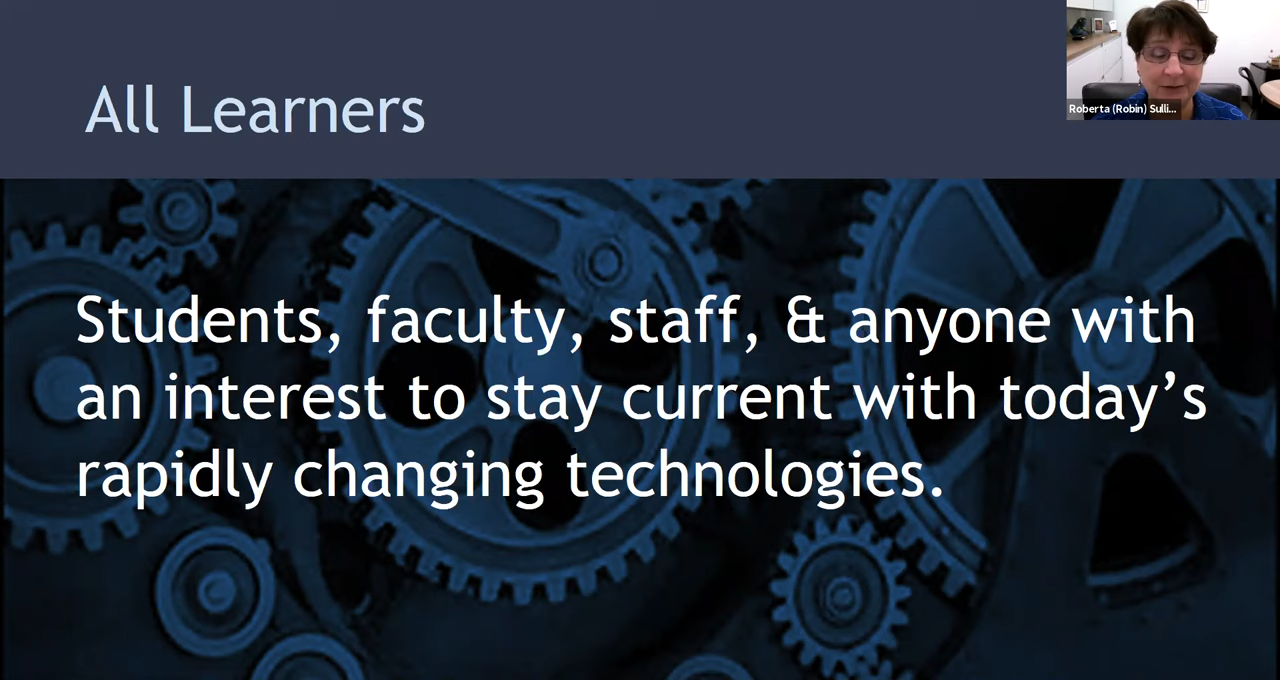 All Learners
Roberta (Robin) Sulli...
Students, faculty, staff, & anyone with
an interest to stay current with today’s
rapidly changing technologies.